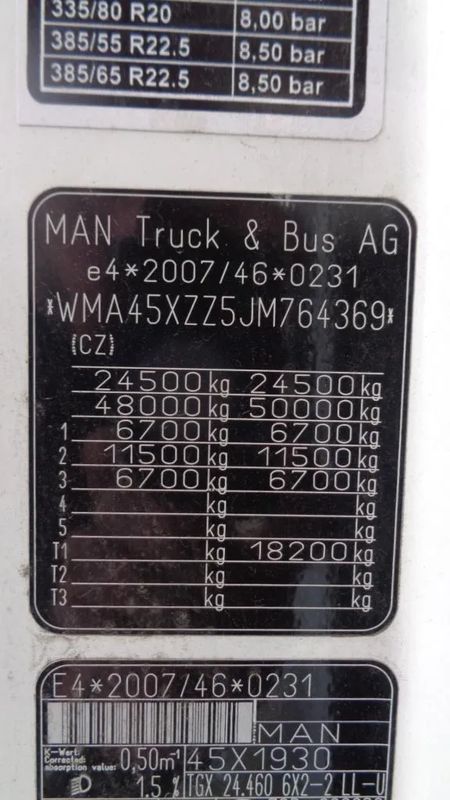 335/80 R20 8,00 bar
385/55 R22.5 8,50 bar
385/65 R22.5 8,50 bar
MAN Truck & Bus AG
e4*2007/46*0231
*WMA45XZZ5JM764369*
(CZ)
24500 kg 24500 kg
48000 kg 50000 kg
1 6700 kg 6700 kg
2 11500 kg 11500 kg
3 6700 kg 6700 kg
4 kg kg
5 kg kg
T1 kg 18200 kg
T2 kg kg
T3 kg kg
E4*2007/46*0231
MAN
K-Wert:
Corrected absorption value: 0,50m⁻¹ 45X1930
1.5 % TGX 24.460 6X2-2 LL-U